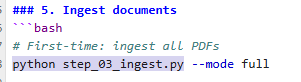 ### 5. Ingest documents
```bash
# First-time: ingest all PDFs
python step_03_ingest.py --mode full